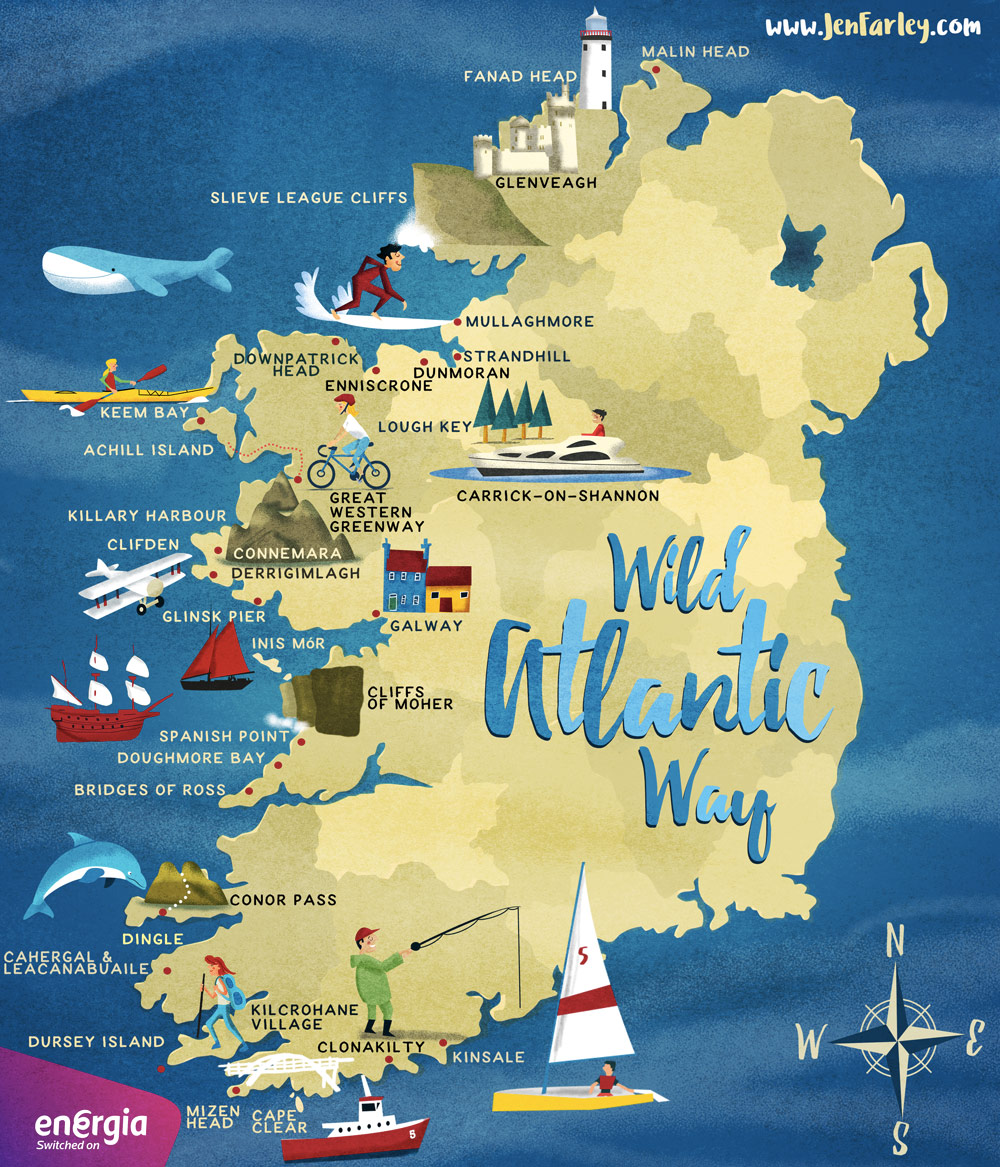 www.JenFarley.com
MALIN HEAD
FANAD HEAD
GLENVEAGH
SLIEVE LEAGUE CLIFFS
MULLAGHMORE
DOWNPATRICK
HEAD
STRANDHILL
DUNMORAN
ENNISCRONE
KEEM BAY
LOUGH KEY
ACHILL ISLAND
CARRICK-ON-SHANNON
GREAT
WESTERN
GREENWAY
KILLARY HARBOUR
CLIFDEN
CONNEMARA
DERRIGIMLAGH
GLINSK PIER
GALWAY
INIS MóR
Wild
Atlantic
Way
CLIFFS
OF MOHER
SPANISH POINT
DOUGHMORE BAY
BRIDGES OF ROSS
CONOR PASS
DINGLE
CAHERGAL &
LEACANABUAILE
5
KILCROHANE
VILLAGE
DURSEY ISLAND
CLONAKILTY
KINSALE
N
W
E
S
MIZEN
HEAD
CAPE
CLEAR
5
energia
Switched on